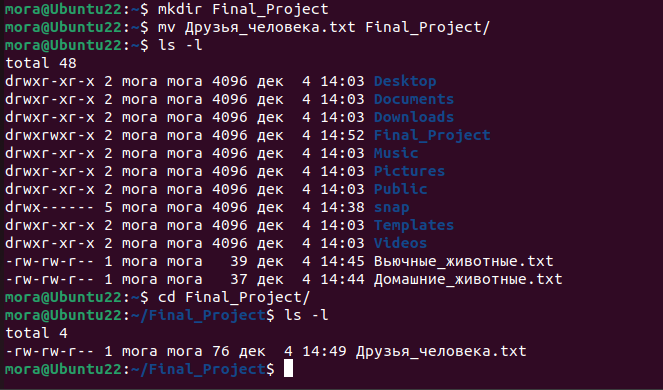 mora@Ubuntu22:~$ mkdir Final_Project
mora@Ubuntu22:~$ mv Друзья_человека.txt Final_Project/
mora@Ubuntu22:~$ ls -l
total 48
drwxr-xr-x 2 mora mora 4096 дек  4 14:03 Desktop
drwxr-xr-x 2 mora mora 4096 дек  4 14:03 Documents
drwxr-xr-x 2 mora mora 4096 дек  4 14:03 Downloads
drwxrwxr-x 2 mora mora 4096 дек  4 14:52 Final_Project
drwxr-xr-x 2 mora mora 4096 дек  4 14:03 Music
drwxr-xr-x 2 mora mora 4096 дек  4 14:03 Pictures
drwxr-xr-x 2 mora mora 4096 дек  4 14:03 Public
drwx------ 5 mora mora 4096 дек  4 14:38 snap
drwxr-xr-x 2 mora mora 4096 дек  4 14:03 Templates
drwxr-xr-x 2 mora mora 4096 дек  4 14:03 Videos
-rw-rw-r-- 1 mora mora   39 дек  4 14:45 Вьючные_животные.txt
-rw-rw-r-- 1 mora mora   37 дек  4 14:44 Домашние_животные.txt
mora@Ubuntu22:~$ cd Final_Project/
mora@Ubuntu22:~/Final_Project$ ls -l
total 4
-rw-rw-r-- 1 mora mora 76 дек  4 14:49 Друзья_человека.txt
mora@Ubuntu22:~/Final_Project$